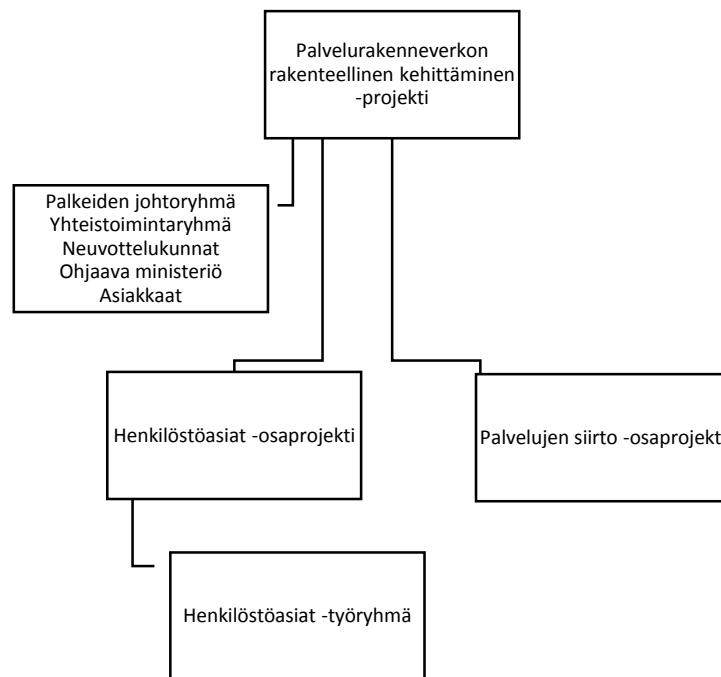 Palvelurakenneverkon
rakenteellinen kehittäminen
-projekti
Palkeiden johtoryhmä
Yhteistoimintaryhmä
Neuvottelukunnat
Ohjaava ministeriö
Asiakkaat
Henkilöstöasiat -osaprojekti
Palvelujen siirto -osaprojekt
Henkilöstöasiat -työryhmä